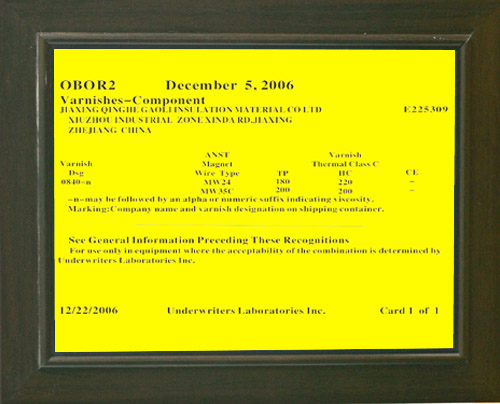 OBOR2 December 5, 2006
Varnishes-Component
JIAXING QINGHE GAOLI INSULATION MATERIAL CO LTD E225309
XIUZHOU INDUSTRIAL ZONE XINDA RD. JIAXING
ZHEJIANG CHINA
ANST Varnish
Varnish Magnet Thermal Class C
Dsg Wire Type TP HC CE
0840-n MW24 180 220 -
MW35C 200 200 -
-n-may be followed by an alpha or numeric suffix indicating viscosity.
Marking:Company name and varnish designation on shipping container.
See General Information Preceding These Recognitions
For use only in equipment where the acceptability of the combination is determined by
Underwriters Laboratories Inc.
12/22/2006 Underwriters Laboratories Inc. Card 1 of 1